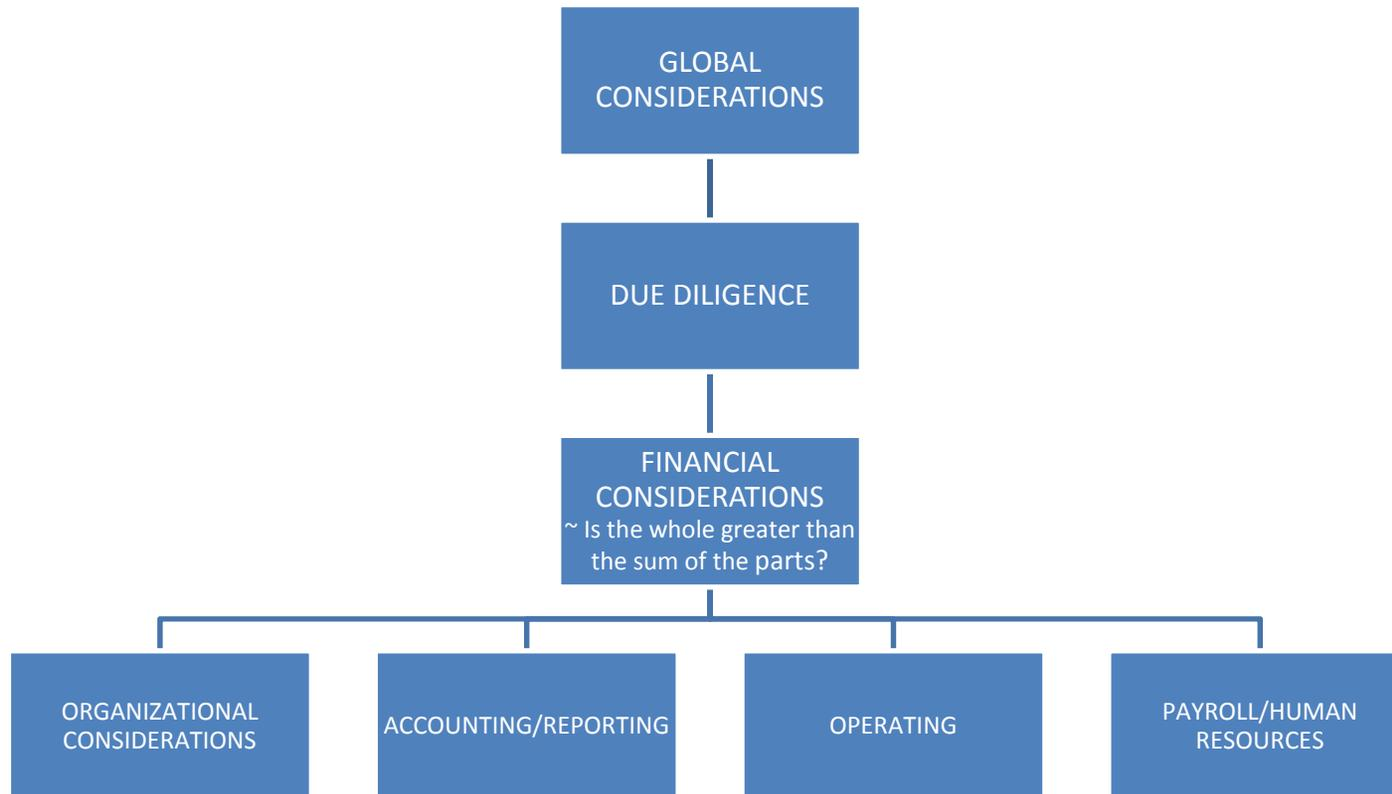 GLOBAL
CONSIDERATIONS
DUE DILIGENCE
FINANCIAL
CONSIDERATIONS
~ Is the whole greater than
the sum of the parts?
ORGANIZATIONAL
CONSIDERATIONS
ACCOUNTING/REPORTING
OPERATING
PAYROLL/HUMAN
RESOURCES